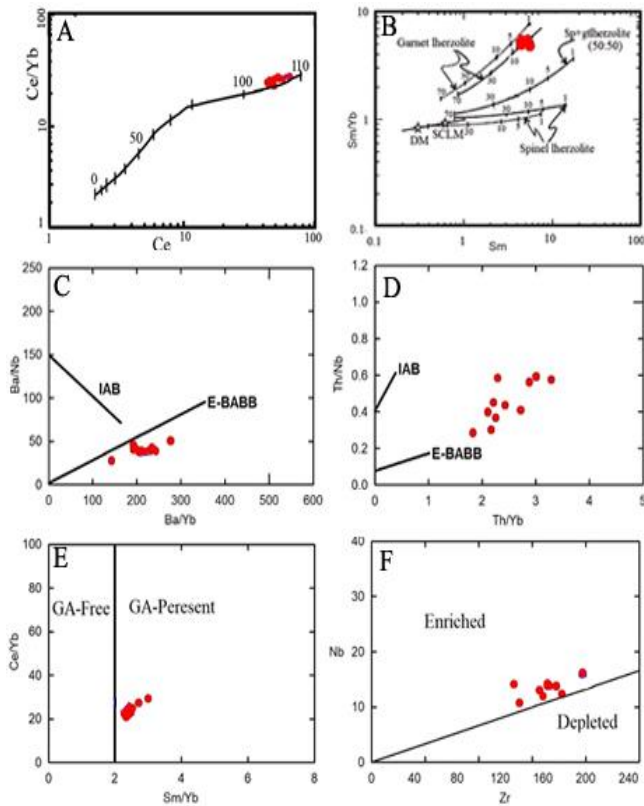 A
Ce/Yb
100
10
1
0
50
100
110
1
10
100
Ce
B
Sm/Yb
10
1
0.1
Garnet lherzolite
(50:50)
DM
SCLM
Spinel lherzolite
0.1
1
10
100
Sm
C
Ba/Nb
250
200
150
100
50
0
IAB
E-BABB
0 100 200 300 400 500 600
Ba/Yb
D
Th/Nb
1.2
1.0
0.8
0.6
0.4
0.2
0.0
IAB
E-BABB
0 1 2 3 4 5
Th/Yb
E
Ce/Yb
100
80
60
40
20
0
GA-Free
GA-Peresent
0 2 4 6 8
Sm/Yb
F
Nb
40
30
20
10
0
Enriched
Depleted
0 40 80 120 160 200 240
Zr